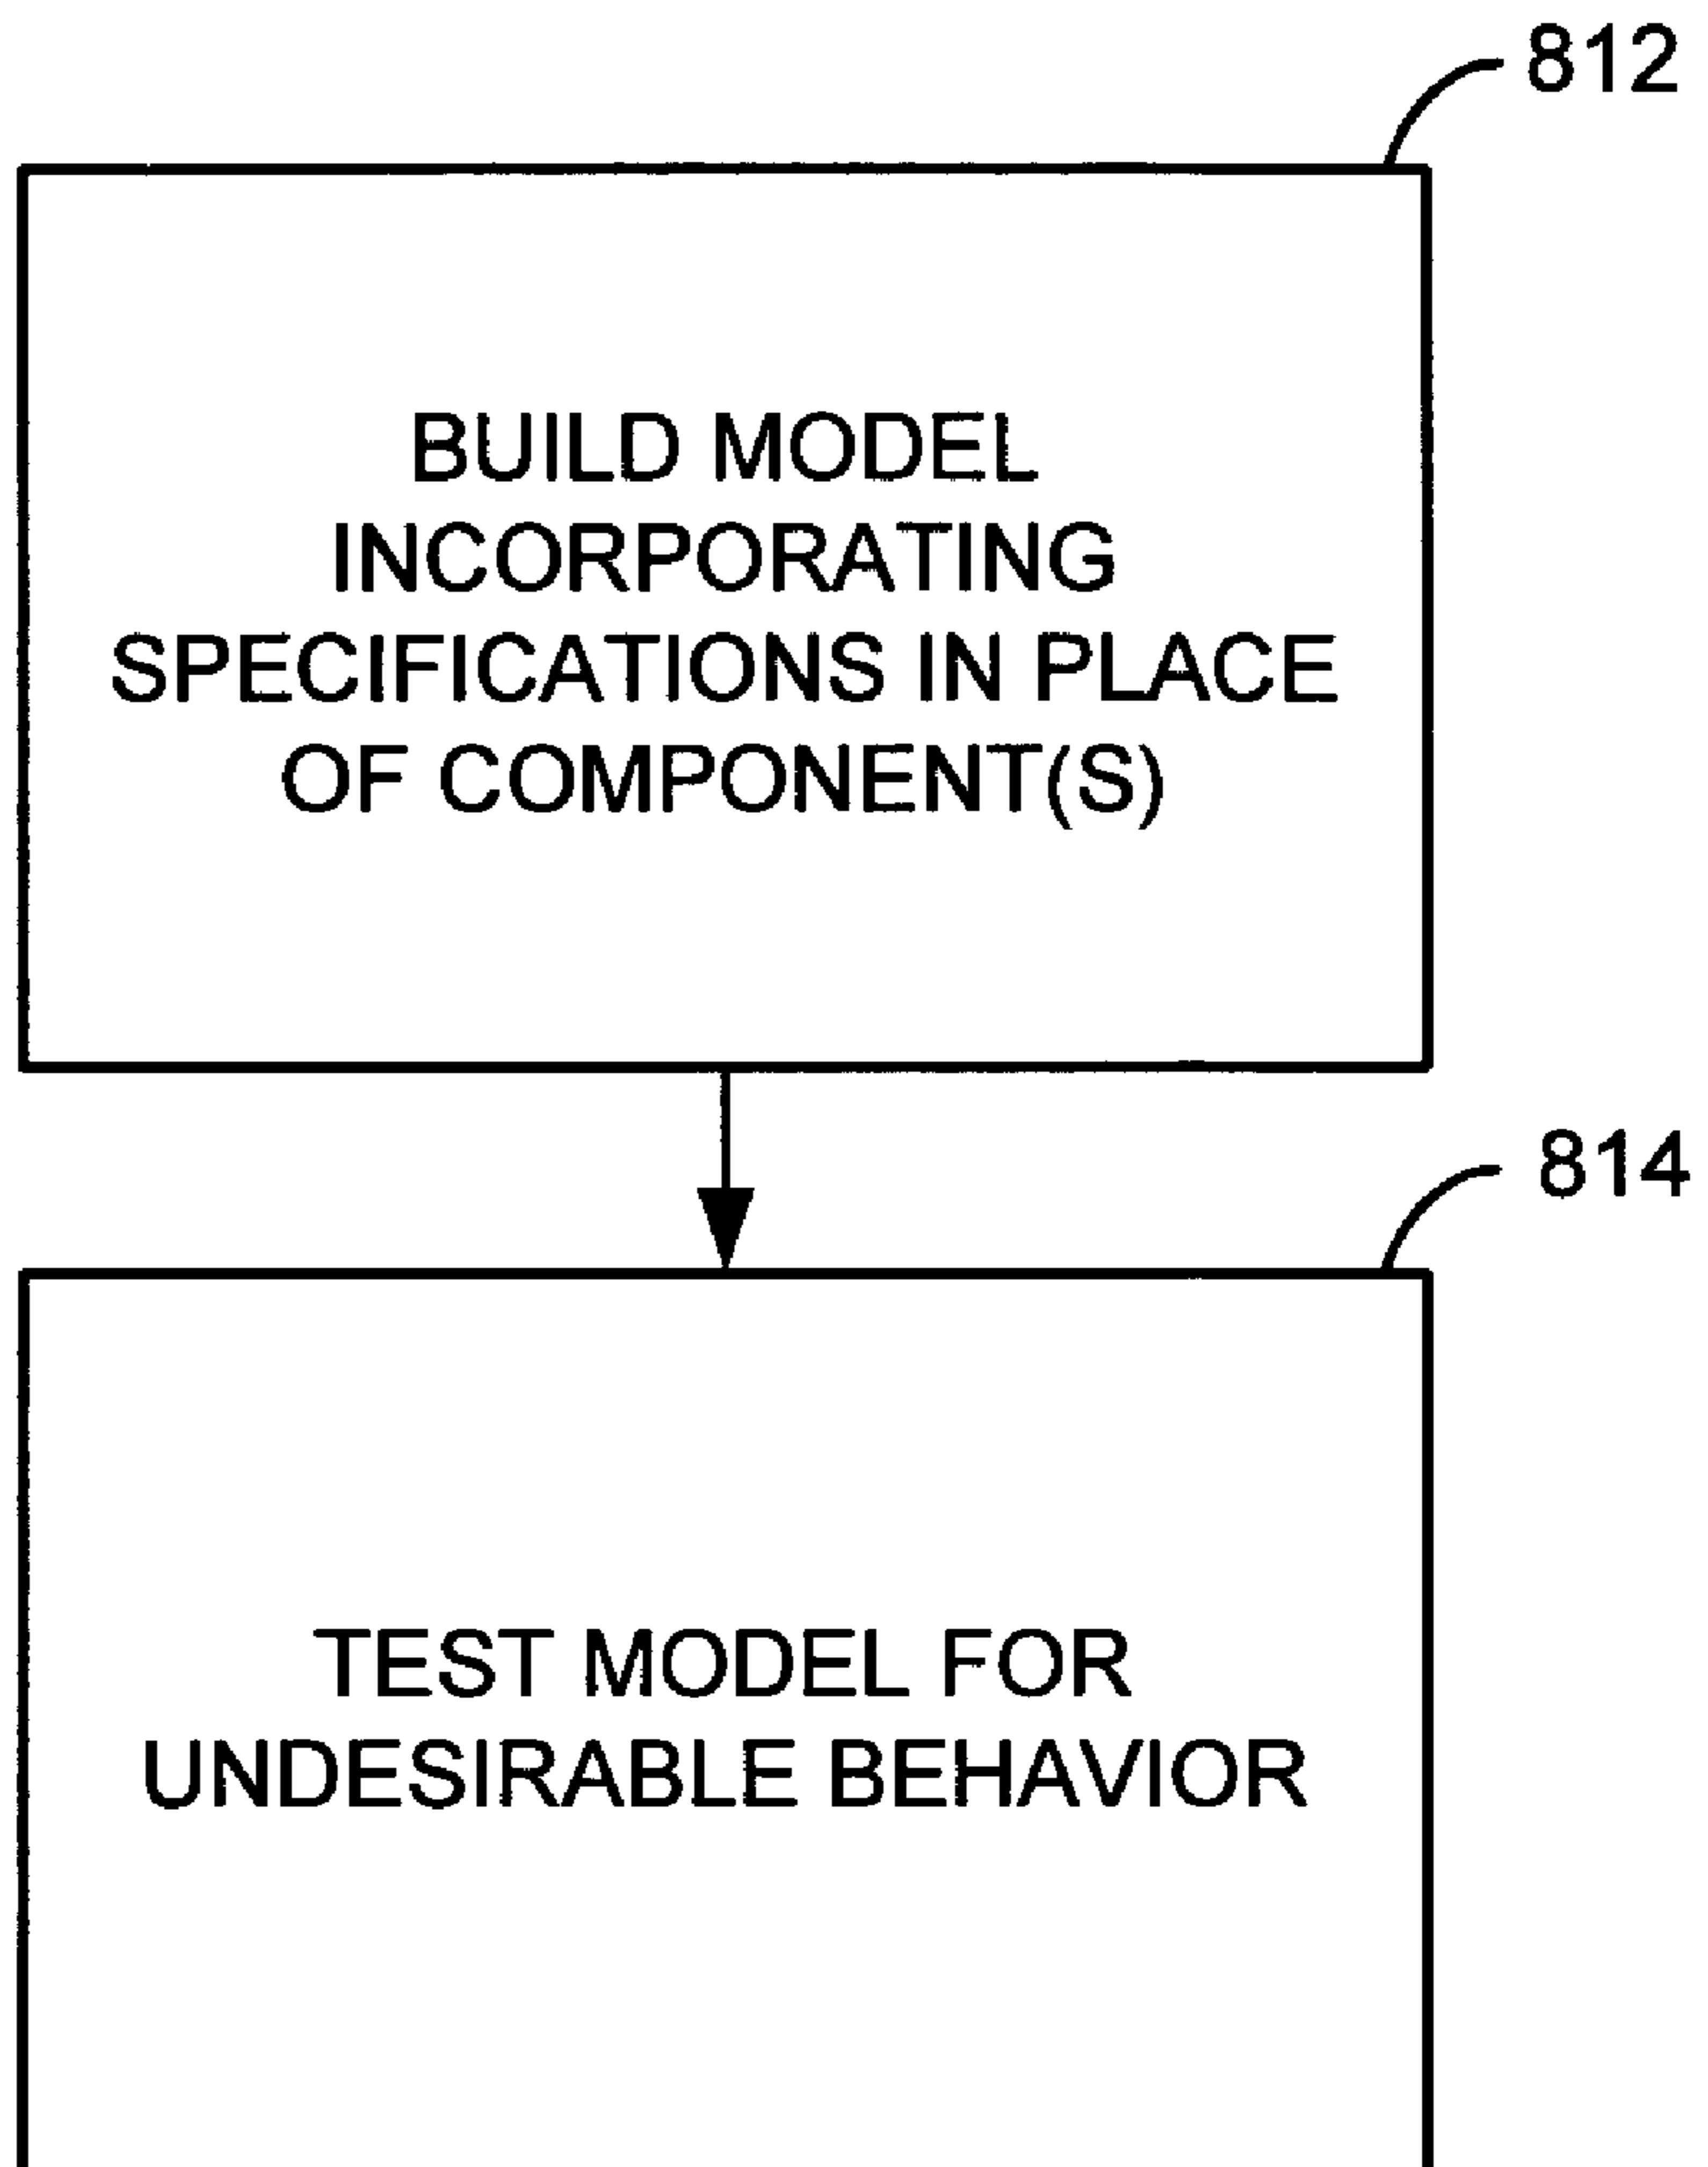 812
BUILD MODEL
INCORPORATING
SPECIFICATIONS IN PLACE
OF COMPONENT(S)
814
TEST MODEL FOR
UNDESIRABLE BEHAVIOR